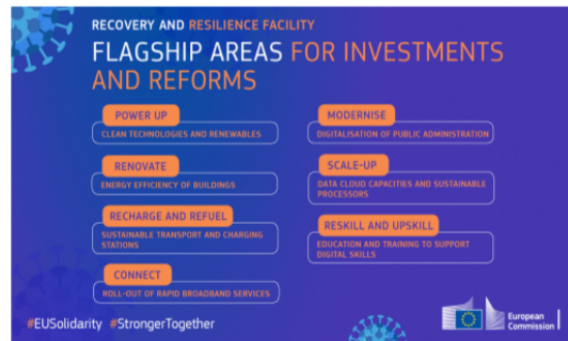 RECOVERY AND RESILIENCE FACILITY
FLAGSHIP AREAS FOR INVESTMENTS
AND REFORMS
POWER UP
CLEAN TECHNOLOGIES AND RENEWABLES
RENOVATE
ENERGY EFFICIENCY OF BUILDINGS
RECHARGE AND REFUEL
SUSTAINABLE TRANSPORT AND CHARGING
STATIONS
CONNECT
ROLL-OUT OF RAPID BROADBAND SERVICES
MODERNISE
DIGITALISATION OF PUBLIC ADMINISTRATION
SCALE-UP
DATA CLOUD CAPACITIES AND SUSTAINABLE
PROCESSORS
RESKILL AND UPSKILL
EDUCATION AND TRAINING TO SUPPORT
DIGITAL SKILLS
#EUSolidarity #StrongerTogether
European
Commission